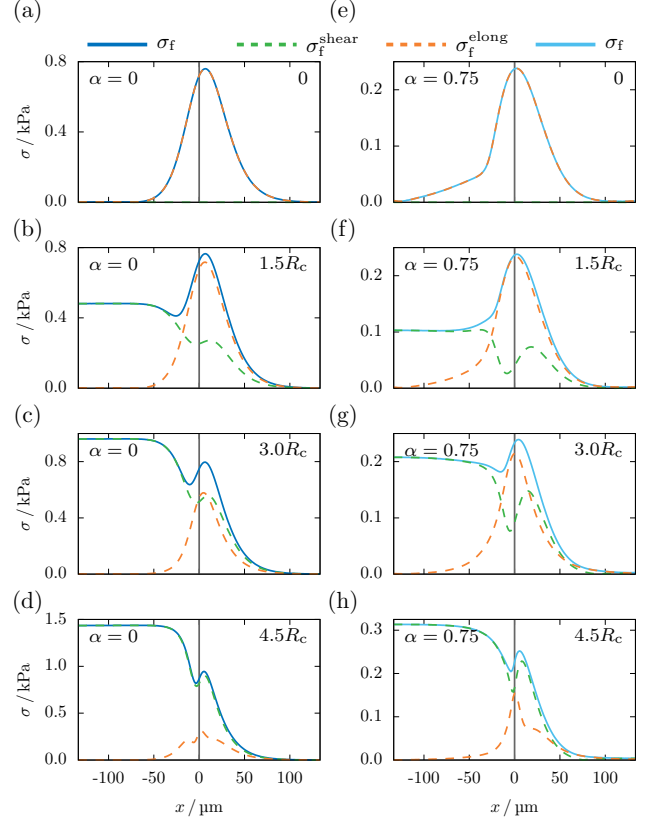 (a) (e)
σf σf^shear σf^elong σf
α = 0 0 α = 0.75 0
0.8 0.4 0.0 σ / kPa
0.2 0.1 0.0 σ / kPa
(b) (f)
α = 0 1.5Rc α = 0.75 1.5Rc
0.8 0.4 0.0 σ / kPa
0.2 0.1 0.0
(c) (g)
α = 0 3.0Rc α = 0.75 3.0Rc
0.8 0.4 0.0 σ / kPa
0.2 0.1 0.0
(d) (h)
α = 0 4.5Rc α = 0.75 4.5Rc
1.5 1.0 0.5 0.0 σ / kPa
0.3 0.2 0.1 0.0
-100 -50 0 50 100 -100 -50 0 50 100
x / µm x / µm